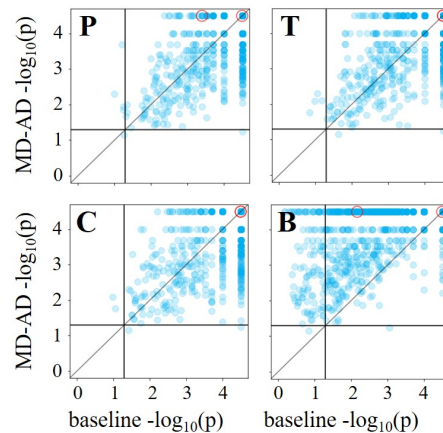 P
T
MD-AD -log₁₀(p)
4
3
2
1
0
C
B
MD-AD -log₁₀(p)
4
3
2
1
0
0 1 2 3 4 0 1 2 3 4
baseline -log₁₀(p) baseline -log₁₀(p)